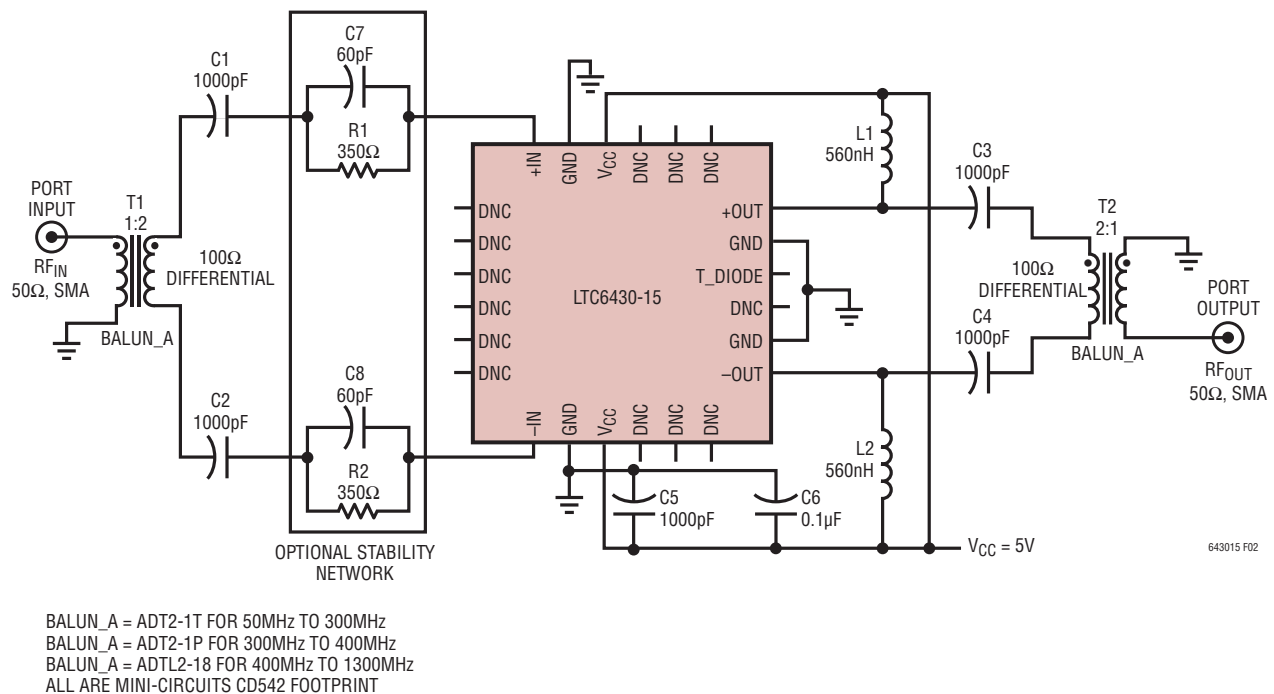 C1
1000pF
C7
60pF
R1
350Ω
PORT
INPUT
RFIN
50Ω, SMA
T1
1:2
100Ω
DIFFERENTIAL
BALUN_A
C2
1000pF
C8
60pF
R2
350Ω
OPTIONAL STABILITY
NETWORK
+IN
GND
VCC
DNC
DNC
DNC
DNC
DNC
DNC
DNC
DNC
DNC
LTC6430-15
+OUT
GND
T_DIODE
DNC
GND
–OUT
–IN
GND
VCC
DNC
DNC
DNC
L1
560nH
C3
1000pF
T2
2:1
100Ω
DIFFERENTIAL
C4
1000pF
BALUN_A
PORT
OUTPUT
RFOUT
50Ω, SMA
L2
560nH
C5
1000pF
C6
0.1µF
VCC = 5V
643015 F02
BALUN_A = ADT2-1T FOR 50MHz TO 300MHz
BALUN_A = ADT2-1P FOR 300MHz TO 400MHz
BALUN_A = ADTL2-18 FOR 400MHz TO 1300MHz
ALL ARE MINI-CIRCUITS CD542 FOOTPRINT